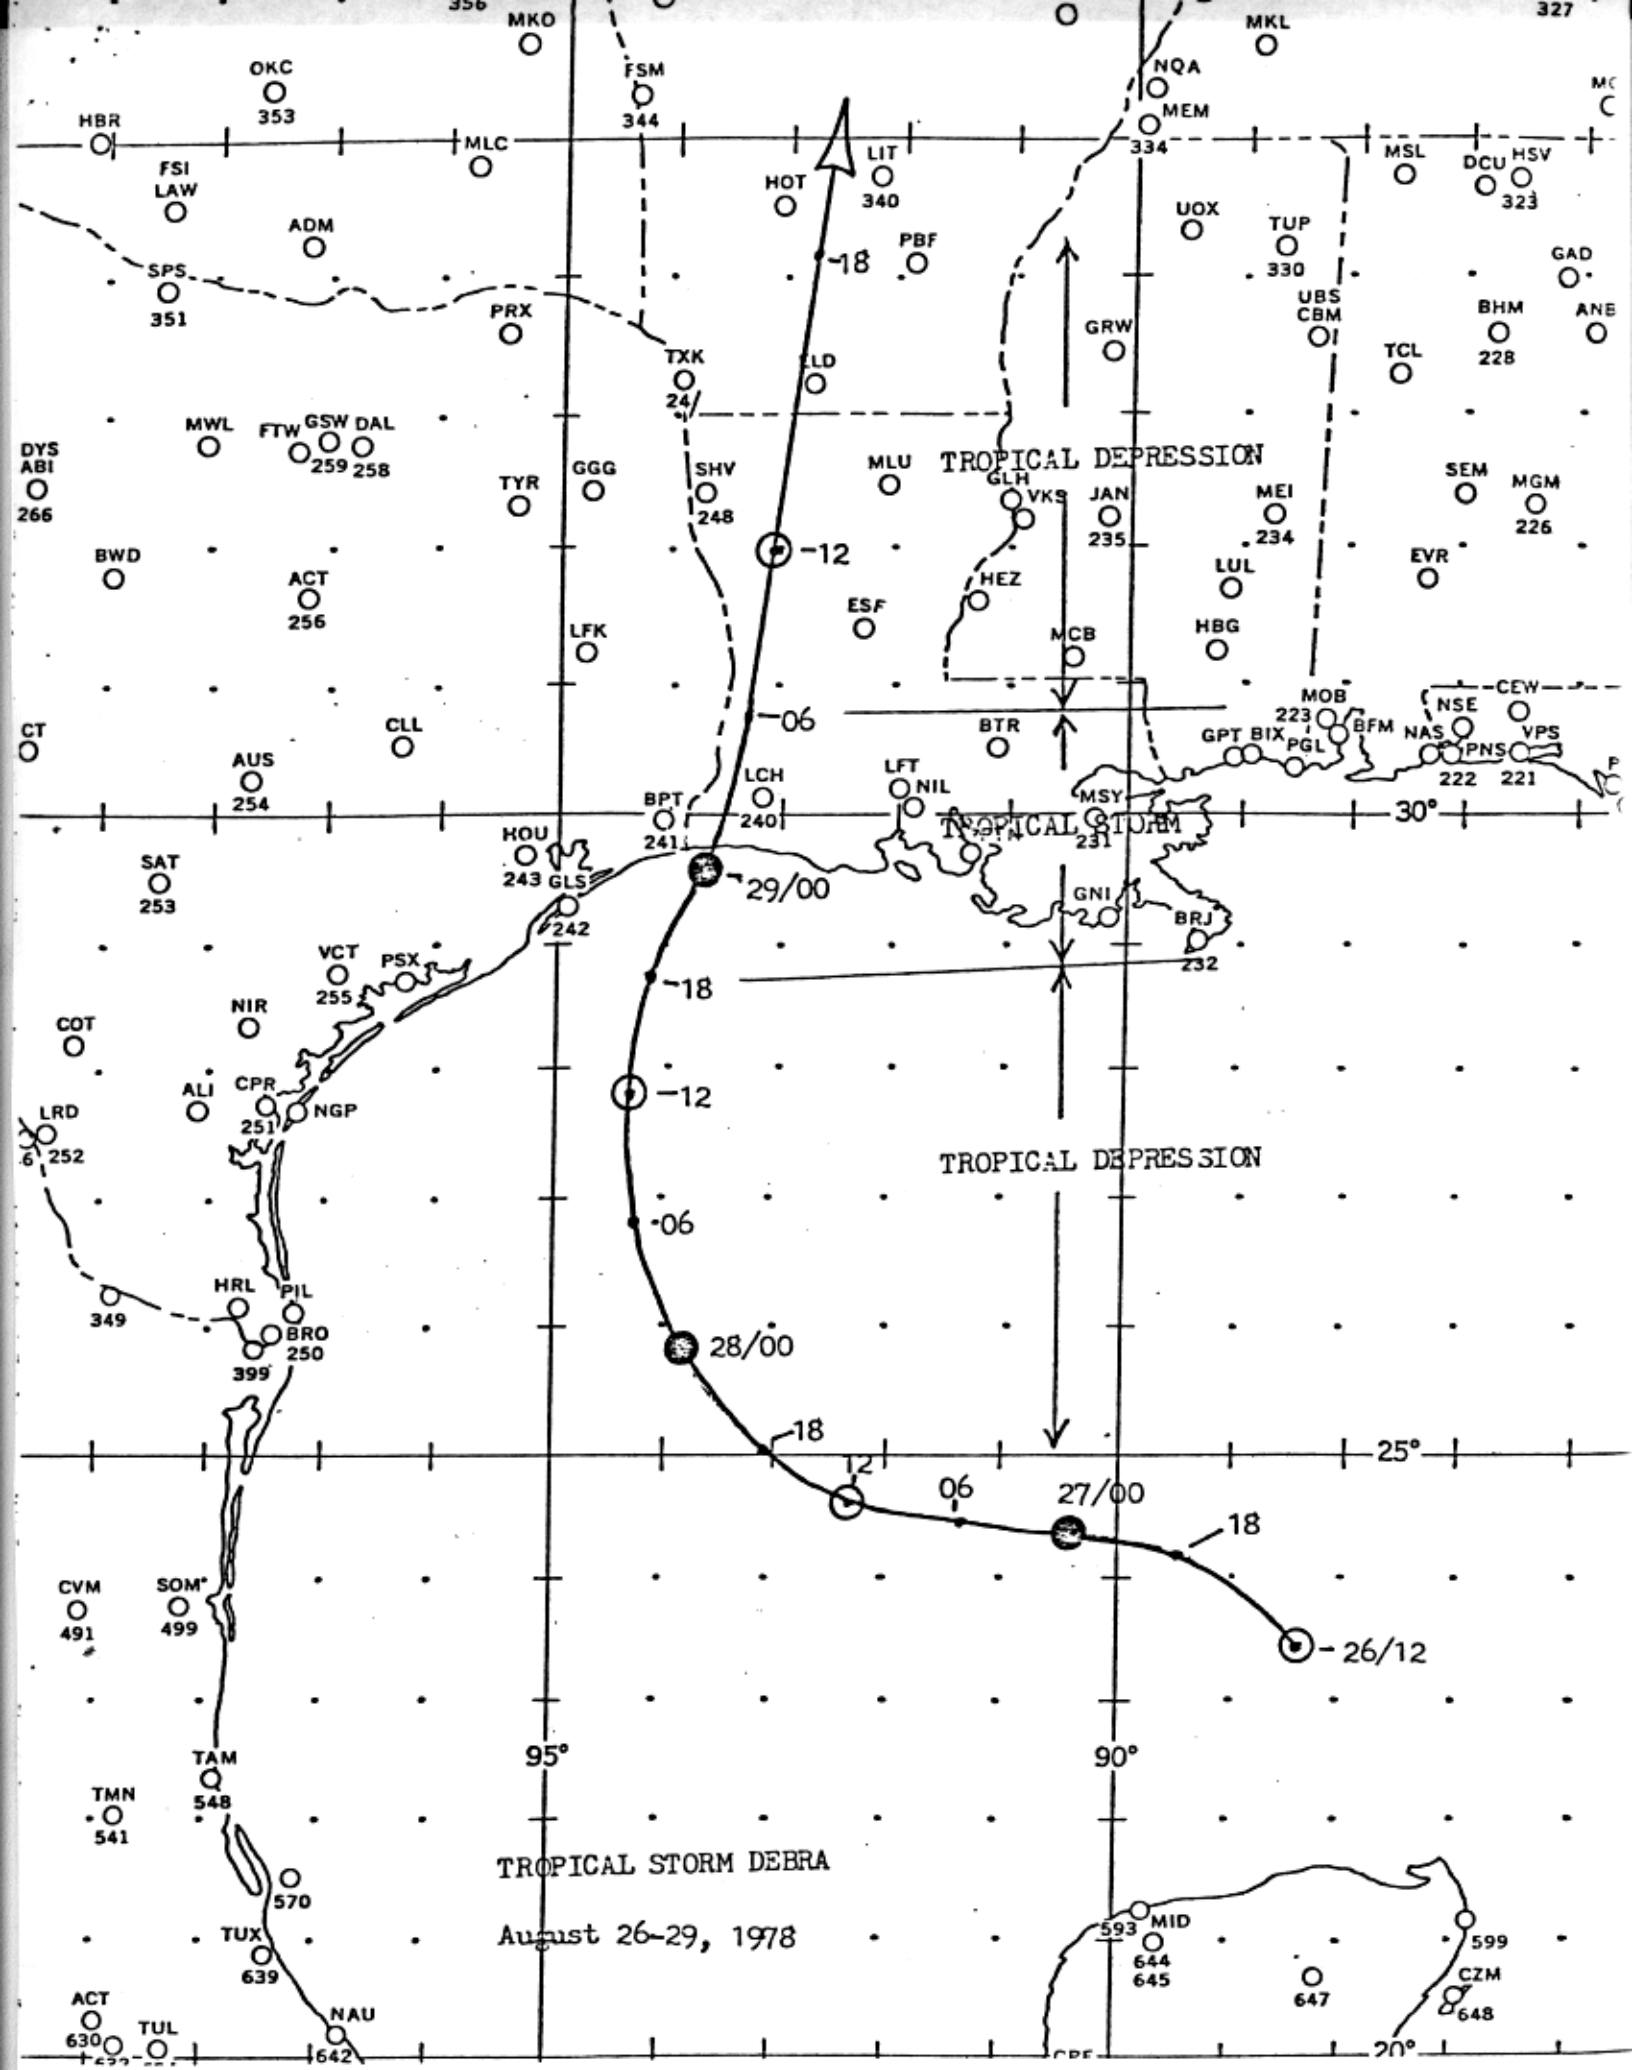 356
327
MKO
MKL
OKC
353
FSM
344
NQA
MEM
334
HBR
MLC
LIT
340
MSL
DCU
HSV
323
FSI
LAW
HOT
UOX
TUP
330
ADM
PBF
-18
GAD
SPS
351
UBS
CBM
PRX
GRW
BHM
228
ANB
TXK
24
TCL
MWL
FTW
GSW
DAL
259
258
DYS
ABI
266
TYR
GGG
SHV
248
MLU
TROPICAL DEPRESSION
GLH
VKS
JAN
235
MEI
234
SEM
MGM
226
BWD
-12
ACT
256
HEZ
LUL
EVR
ESF
LFK
MCB
HBG
-06
MOB
223
BFM
CEW
NSE
CT
CLL
BTR
GPT
BIX
PGL
NAS
PNS
222
VPS
221
AUS
254
LCH
240
LFT
NIL
BPT
241
MSY
231
30°
TROPICAL STORM
HOU
243
GLS
242
SAT
253
-29/00
GNI
BRJ
232
VCT
255
PSX
-18
NIR
COT
ALI
CPR
251
NGP
-12
LRD
252
TROPICAL DEPRESSION
-06
HRL
PIL
349
BRO
250
399
28/00
-18
25°
12
06
27/00
18
CVM
491
SOM
499
-26/12
95°
90°
TAM
548
TMN
541
TROPICAL STORM DEBRA
570
593
MID
644
645
599
TUX
639
August 26-29, 1978
647
CZM
648
ACT
630
TUL
NAU
642
20°